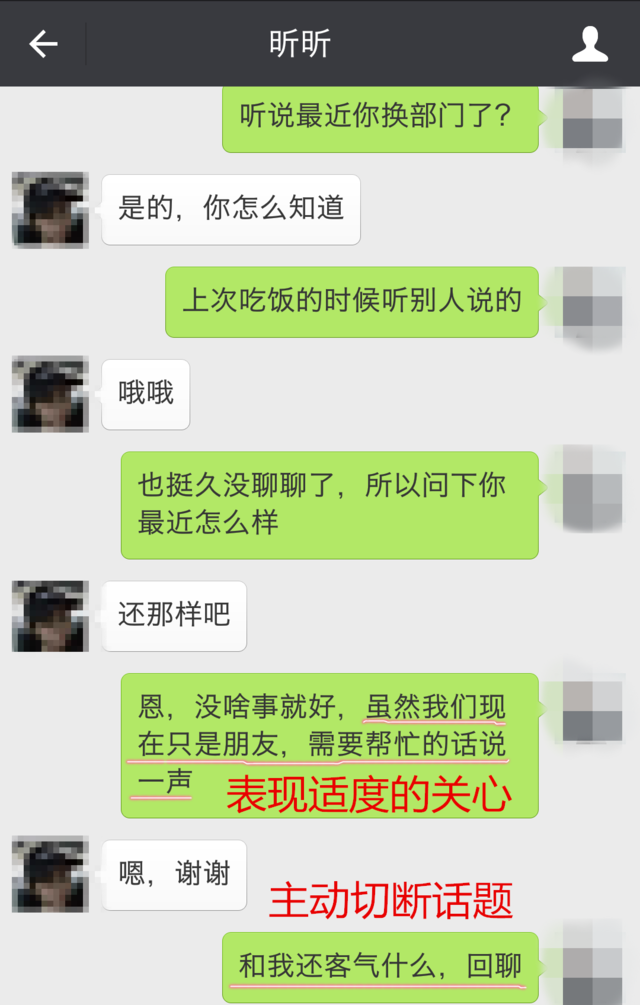 昕昕
听说最近你换部门了?
是的，你怎么知道
上次吃饭的时候听别人说的
哦哦
也挺久没聊聊了，所以问下你
最近怎么样
还那样吧
恩，没啥事就好，虽然我们现
在只是朋友，需要帮忙的话说
一声
表现适度的关心
嗯，谢谢
主动切断话题
和我还客气什么，回聊